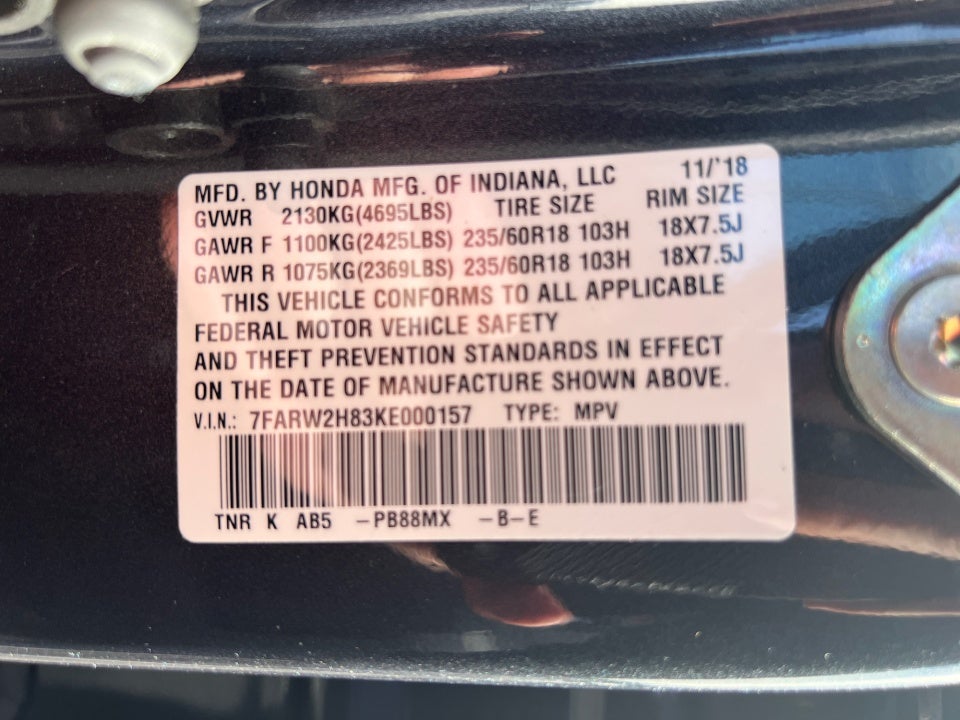 MFD. BY HONDA MFG. OF INDIANA, LLC 11/'18
GVWR 2130KG(4695LBS) TIRE SIZE RIM SIZE
GAWR F 1100KG(2425LBS) 235/60R18 103H 18X7.5J
GAWR R 1075KG(2369LBS) 235/60R18 103H 18X7.5J
THIS VEHICLE CONFORMS TO ALL APPLICABLE
FEDERAL MOTOR VEHICLE SAFETY
AND THEFT PREVENTION STANDARDS IN EFFECT
ON THE DATE OF MANUFACTURE SHOWN ABOVE.
V.I.N.: 7FARW2H83KE000157 TYPE: MPV
TNR K AB5 -PB88MX -B-E